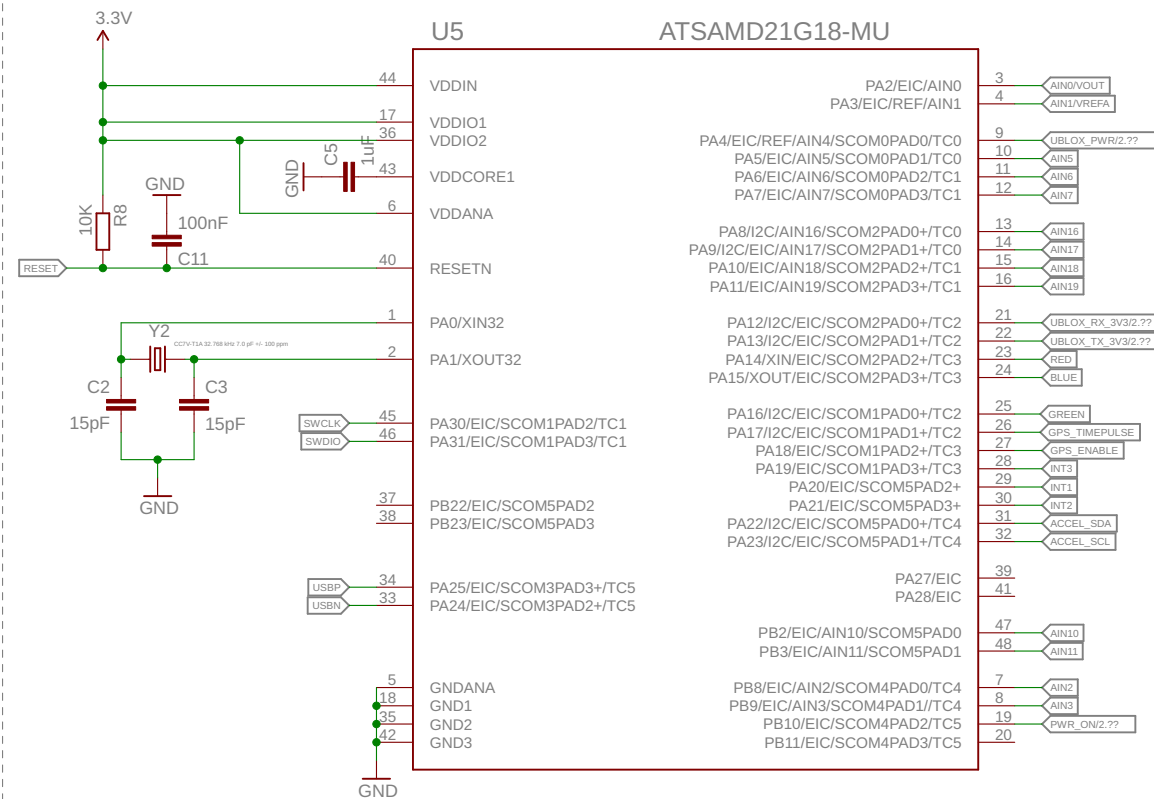 3.3V
U5
ATSAMD21G18-MU
44 VDDIN
17 VDDIO1
36 VDDIO2
GND C5 1uF 43 VDDCORE1
6 VDDANA
10K R8
GND
100nF
C11
RESET 40 RESETN
1 PA0/XIN32
Y2
CC7V-T1A 32.768 kHz 7.0 pF +/- 100 ppm
2 PA1/XOUT32
C2 C3
15pF 15pF
GND
SWCLK 45 PA30/EIC/SCOM1PAD2/TC1
SWDIO 46 PA31/EIC/SCOM1PAD3/TC1
37 PB22/EIC/SCOM5PAD2
38 PB23/EIC/SCOM5PAD3
USBP 34 PA25/EIC/SCOM3PAD3+/TC5
USBN 33 PA24/EIC/SCOM3PAD2+/TC5
5 GNDANA
18 GND1
35 GND2
42 GND3
GND
PA2/EIC/AIN0 3 AIN0/VOUT
PA3/EIC/REF/AIN1 4 AIN1/VREFA
PA4/EIC/REF/AIN4/SCOM0PAD0/TC0 9 UBLOX_PWR/2.??
PA5/EIC/AIN5/SCOM0PAD1/TC0 10 AIN5
PA6/EIC/AIN6/SCOM0PAD2/TC1 11 AIN6
PA7/EIC/AIN7/SCOM0PAD3/TC1 12 AIN7
PA8/I2C/AIN16/SCOM2PAD0+/TC0 13 AIN16
PA9/I2C/EIC/AIN17/SCOM2PAD1+/TC0 14 AIN17
PA10/EIC/AIN18/SCOM2PAD2+/TC1 15 AIN18
PA11/EIC/AIN19/SCOM2PAD3+/TC1 16 AIN19
PA12/I2C/EIC/SCOM2PAD0+/TC2 21 UBLOX_RX_3V3/2.??
PA13/I2C/EIC/SCOM2PAD1+/TC2 22 UBLOX_TX_3V3/2.??
PA14/XIN/EIC/SCOM2PAD2+/TC3 23 RED
PA15/XOUT/EIC/SCOM2PAD3+/TC3 24 BLUE
PA16/I2C/EIC/SCOM1PAD0+/TC2 25 GREEN
PA17/I2C/EIC/SCOM1PAD1+/TC2 26 GPS_TIMEPULSE
PA18/EIC/SCOM1PAD2+/TC3 27 GPS_ENABLE
PA19/EIC/SCOM1PAD3+/TC3 28 INT3
PA20/EIC/SCOM5PAD2+ 29 INT1
PA21/EIC/SCOM5PAD3+ 30 INT2
PA22/I2C/EIC/SCOM5PAD0+/TC4 31 ACCEL_SDA
PA23/I2C/EIC/SCOM5PAD1+/TC4 32 ACCEL_SCL
PA27/EIC 39
PA28/EIC 41
PB2/EIC/AIN10/SCOM5PAD0 47 AIN10
PB3/EIC/AIN11/SCOM5PAD1 48 AIN11
PB8/EIC/AIN2/SCOM4PAD0/TC4 7 AIN2
PB9/EIC/AIN3/SCOM4PAD1//TC4 8 AIN3
PB10/EIC/SCOM4PAD2/TC5 19 PWR_ON/2.??
PB11/EIC/SCOM4PAD3/TC5 20